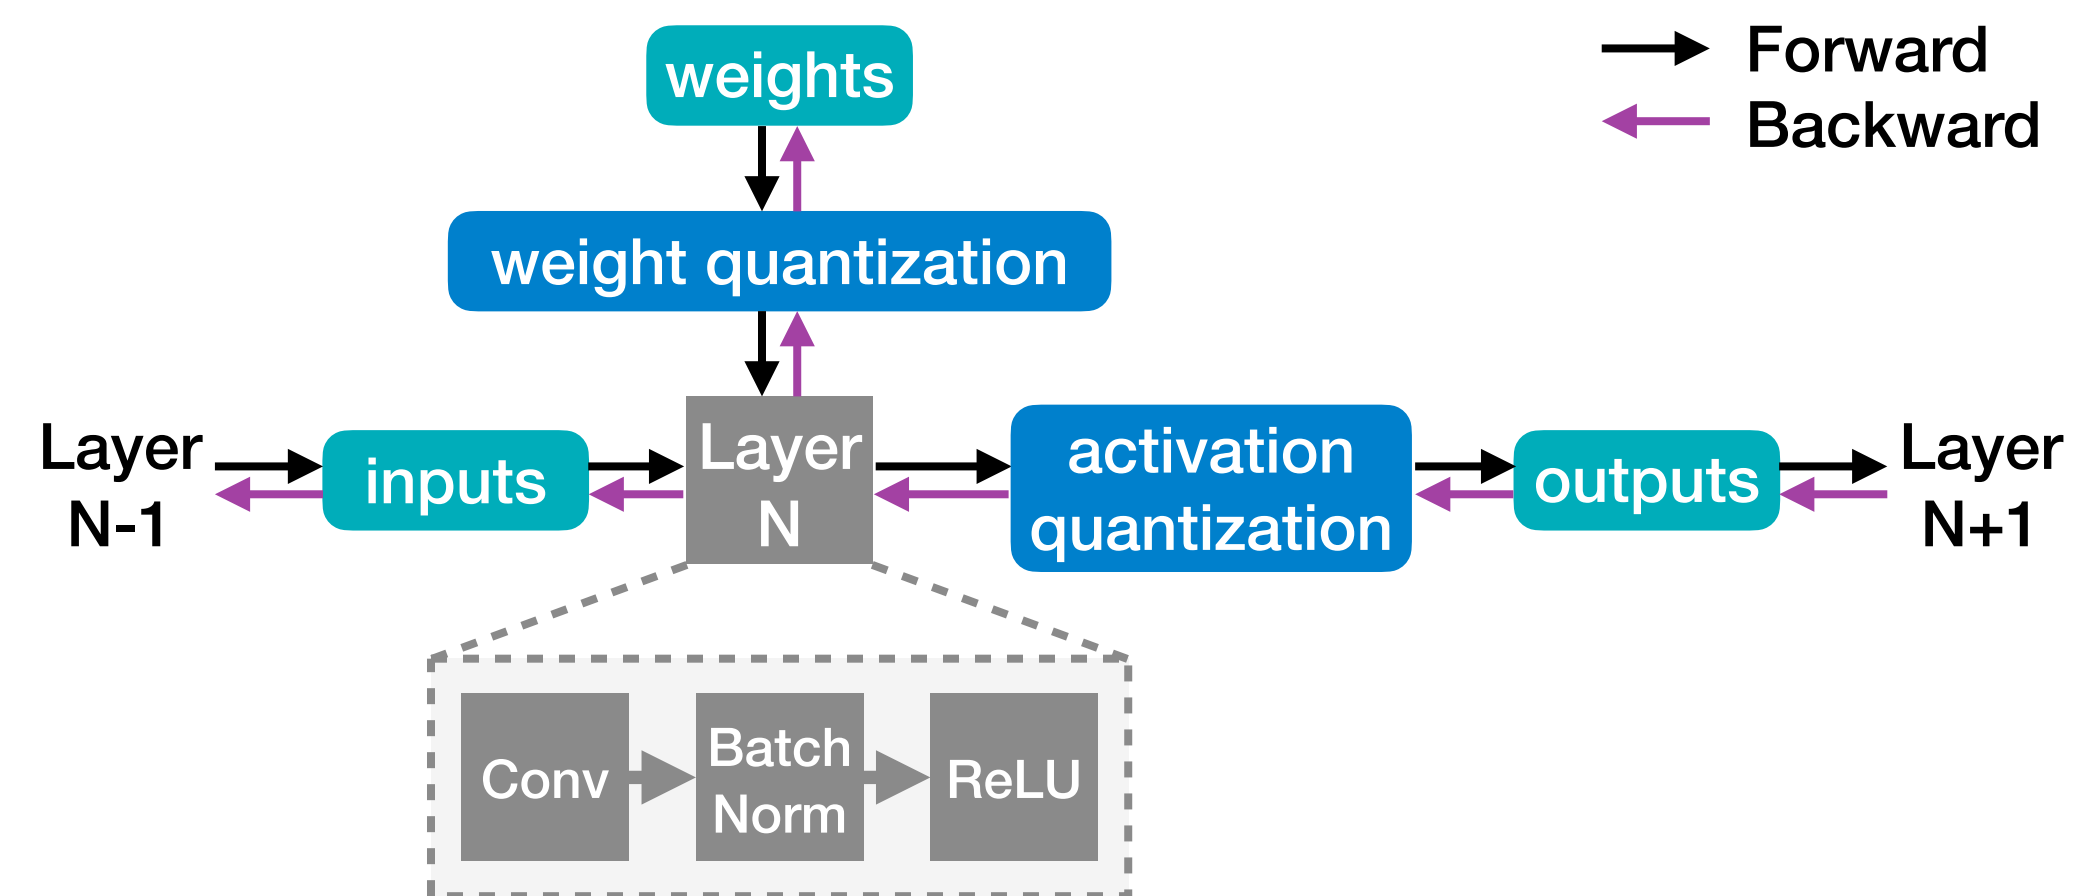 weights
Forward
Backward
weight quantization
Layer
N-1
inputs
Layer
N
activation
quantization
outputs
Layer
N+1
Conv
Batch
Norm
ReLU